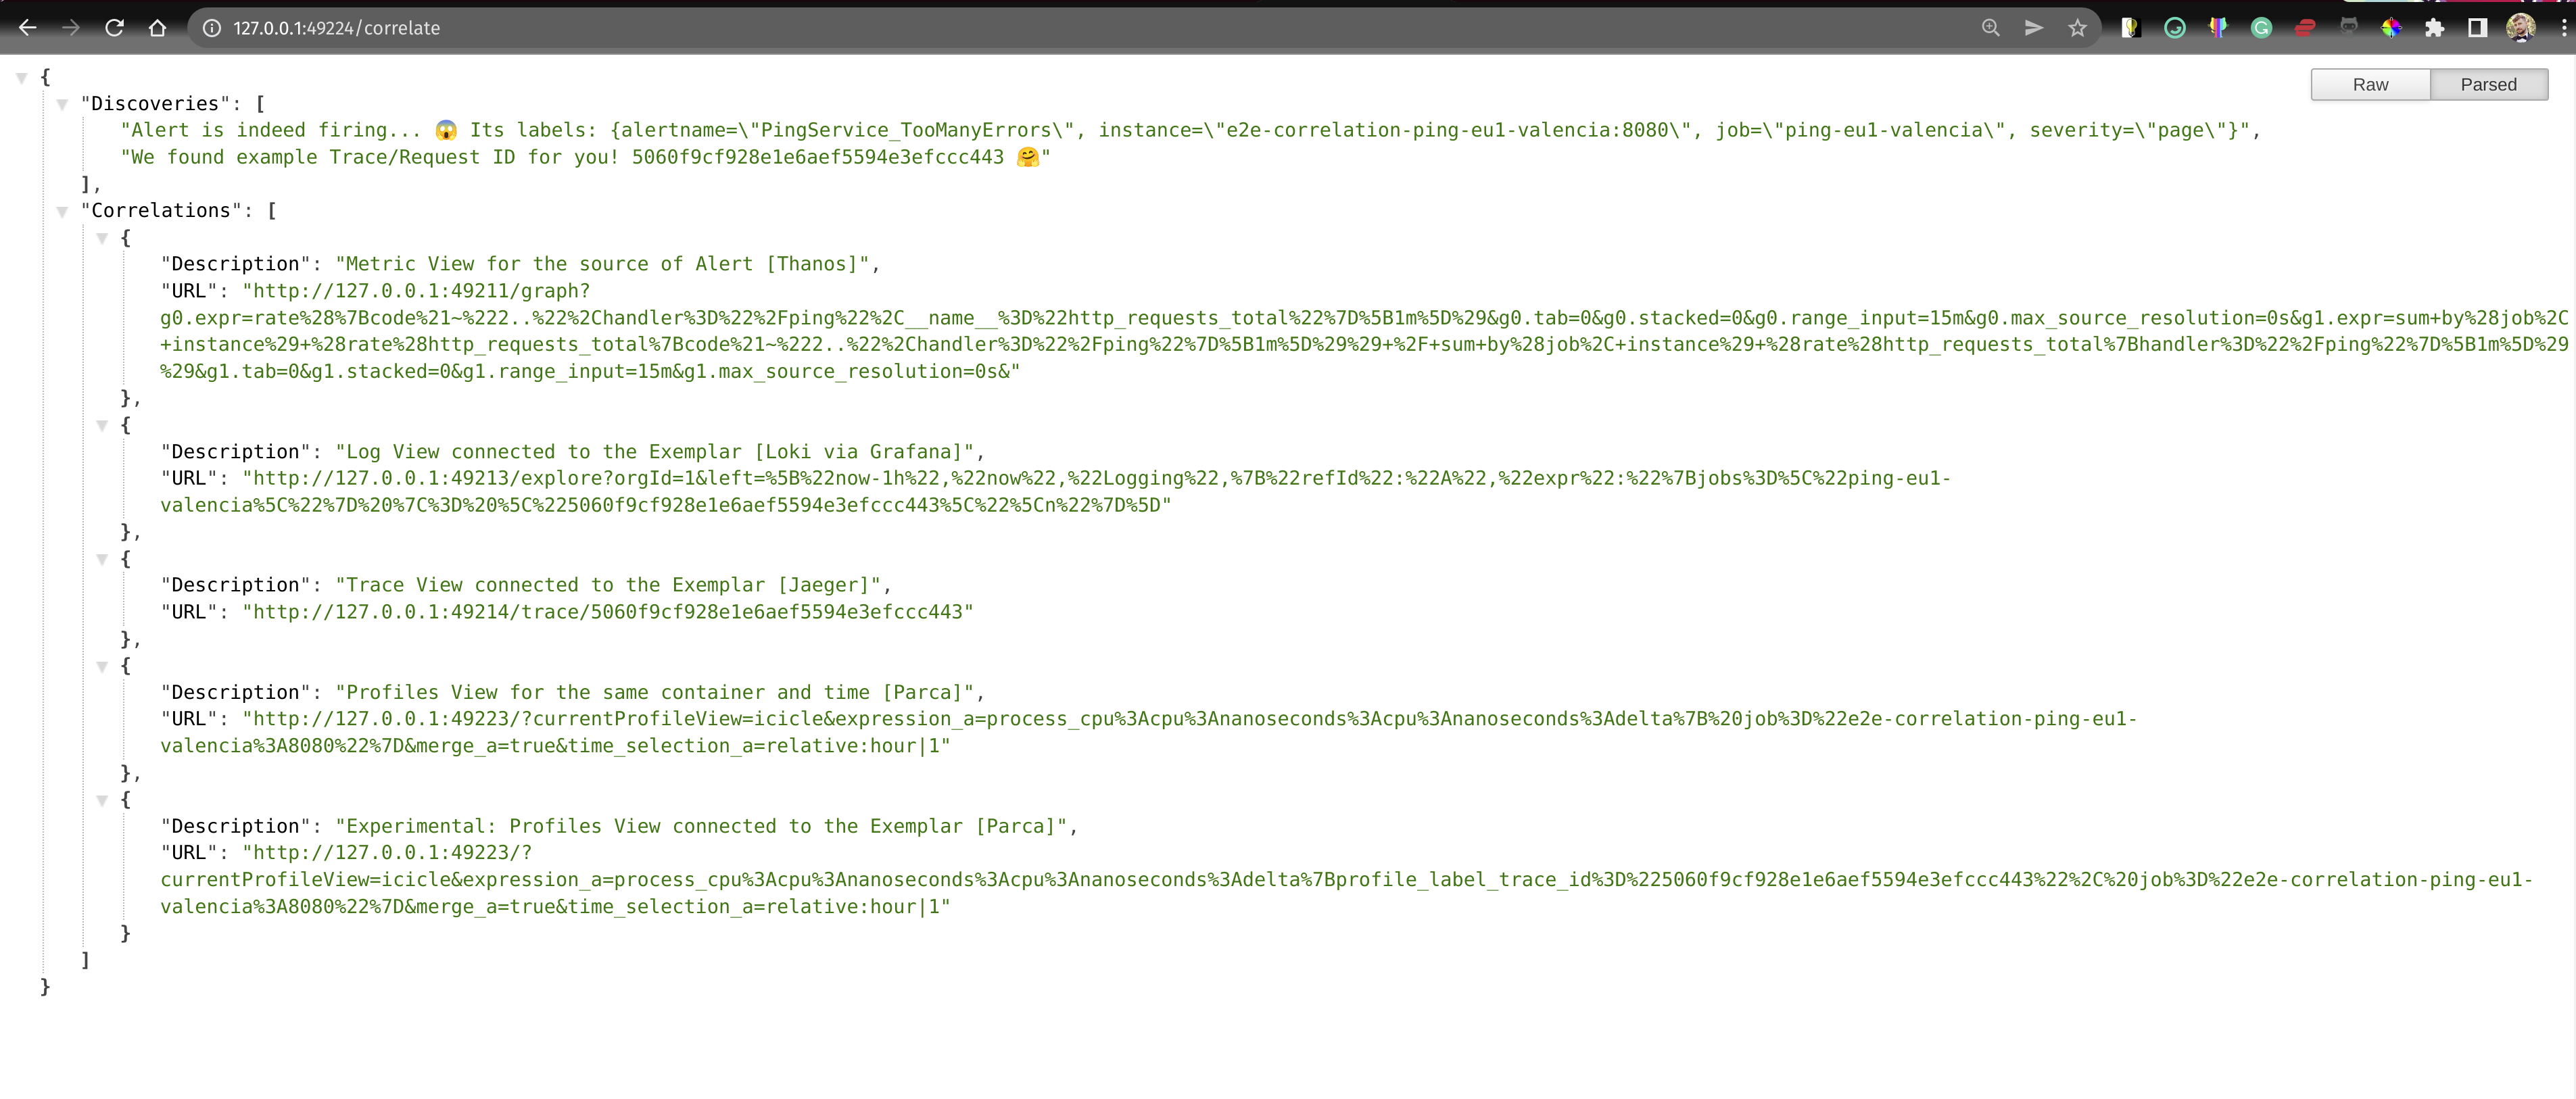 127.0.0.1:49224/correlate
Raw Parsed
{
"Discoveries": [
"Alert is indeed firing... 😱 Its labels: {alertname=\"PingService_TooManyErrors\", instance=\"e2e-correlation-ping-eu1-valencia:8080\", job=\"ping-eu1-valencia\", severity=\"page\"}",
"We found example Trace/Request ID for you! 5060f9cf928e1e6aef5594e3efccc443 🤗"
],
"Correlations": [
{
"Description": "Metric View for the source of Alert [Thanos]",
"URL": "http://127.0.0.1:49211/graph?
g0.expr=rate%28%7Bcode%21~%222..%22%2Chandler%3D%22%2Fping%22%2C__name__%3D%22http_requests_total%22%7D%5B1m%5D%29&g0.tab=0&g0.stacked=0&g0.range_input=15m&g0.max_source_resolution=0s&g1.expr=sum+by%28job%2C
+instance%29+%28rate%28http_requests_total%7Bcode%21~%222..%22%2Chandler%3D%22%2Fping%22%7D%5B1m%5D%29%29+%2F+sum+by%28job%2C+instance%29+%28rate%28http_requests_total%7Bhandler%3D%22%2Fping%22%7D%5B1m%5D%29
%29&g1.tab=0&g1.stacked=0&g1.range_input=15m&g1.max_source_resolution=0s&"
},
{
"Description": "Log View connected to the Exemplar [Loki via Grafana]",
"URL": "http://127.0.0.1:49213/explore?orgId=1&left=%5B%22now-1h%22,%22now%22,%22Logging%22,%7B%22refId%22:%22A%22,%22expr%22:%22%7Bjobs%3D%5C%22ping-eu1-
valencia%5C%22%7D%20%7C%3D%20%5C%225060f9cf928e1e6aef5594e3efccc443%5C%22%5Cn%22%7D%5D"
},
{
"Description": "Trace View connected to the Exemplar [Jaeger]",
"URL": "http://127.0.0.1:49214/trace/5060f9cf928e1e6aef5594e3efccc443"
},
{
"Description": "Profiles View for the same container and time [Parca]",
"URL": "http://127.0.0.1:49223/?currentProfileView=icicle&expression_a=process_cpu%3Acpu%3Ananoseconds%3Acpu%3Ananoseconds%3Adelta%7B%20job%3D%22e2e-correlation-ping-eu1-
valencia%3A8080%22%7D&merge_a=true&time_selection_a=relative:hour|1"
},
{
"Description": "Experimental: Profiles View connected to the Exemplar [Parca]",
"URL": "http://127.0.0.1:49223/?
currentProfileView=icicle&expression_a=process_cpu%3Acpu%3Ananoseconds%3Acpu%3Ananoseconds%3Adelta%7Bprofile_label_trace_id%3D%225060f9cf928e1e6aef5594e3efccc443%22%2C%20job%3D%22e2e-correlation-ping-eu1-
valencia%3A8080%22%7D&merge_a=true&time_selection_a=relative:hour|1"
}
]
}